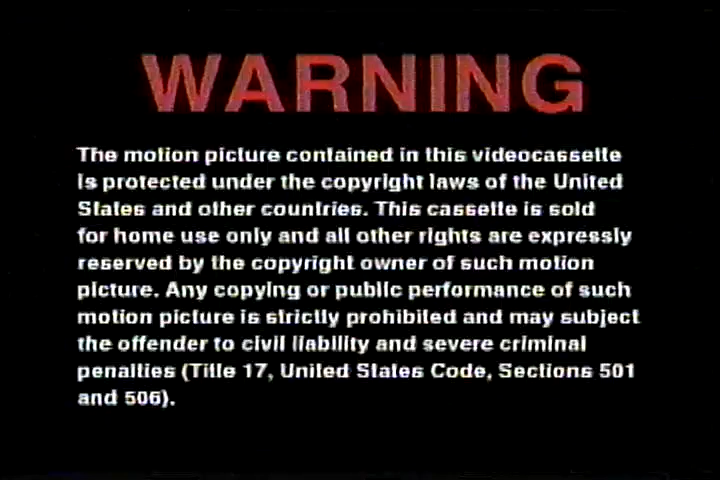 WARNING
The motion picture contained in this videocassette
is protected under the copyright laws of the United
States and other countries. This cassette is sold
for home use only and all other rights are expressly
reserved by the copyright owner of such motion
picture. Any copying or public performance of such
motion picture is strictly prohibited and may subject
the offender to civil liability and severe criminal
penalties (Title 17, United States Code, Sections 501
and 506).